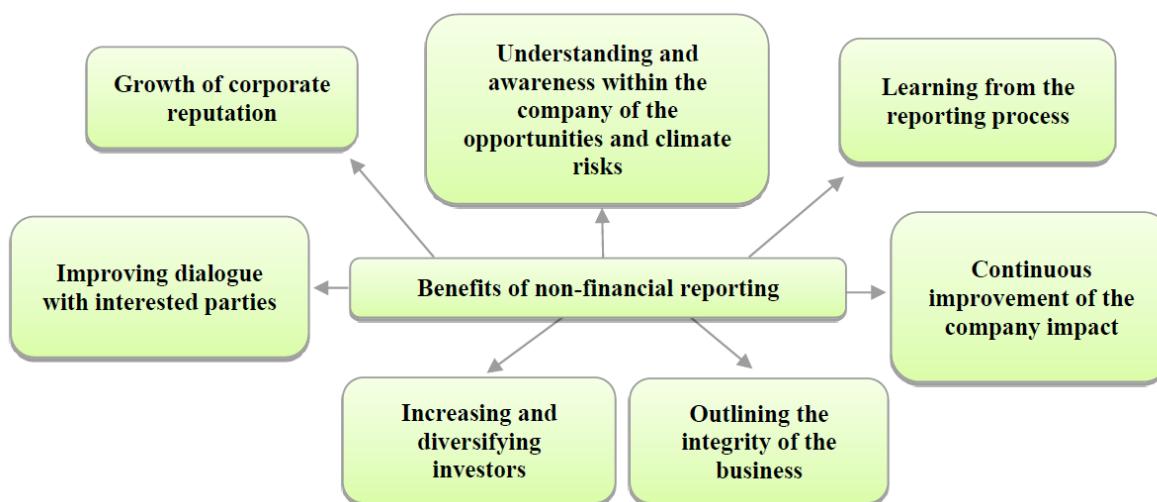 Growth of corporate
reputation
Understanding and
awareness within the
company of the
opportunities and climate
risks
Learning from the
reporting process
Improving dialogue
with interested parties
Benefits of non-financial reporting
Continuous
improvement of the
company impact
Increasing and
diversifying
investors
Outlining the
integrity of the
business